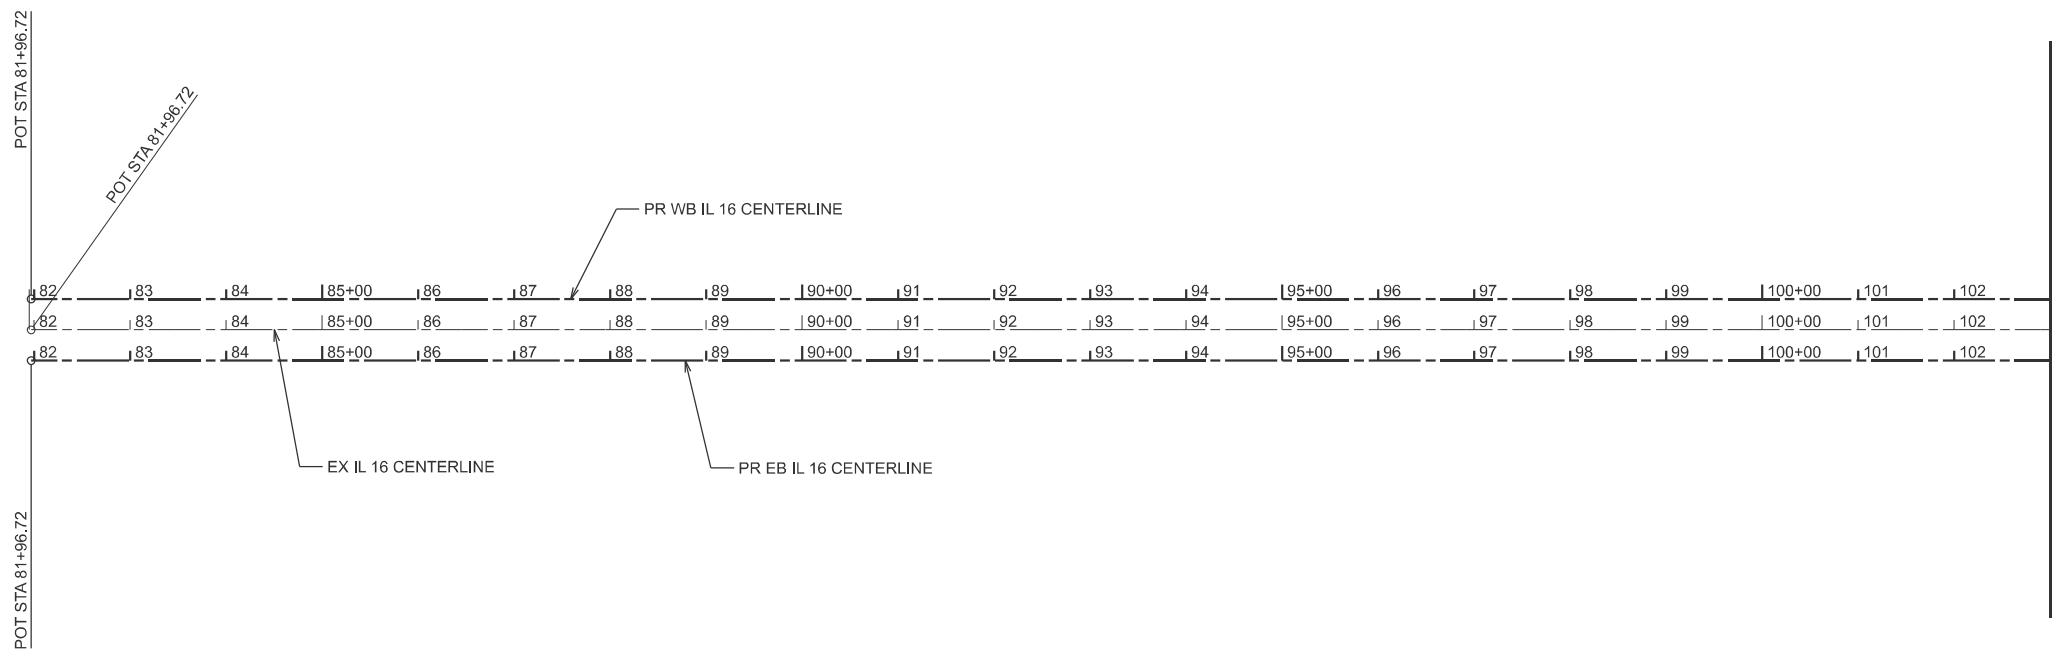 POT STA 81+96.72
POT STA 81+96.72
PR WB IL 16 CENTERLINE
82 83 84 85+00 86 87 88 89 90+00 91 92 93 94 95+00 96 97 98 99 100+00 101 102
82 83 84 85+00 86 87 88 89 90+00 91 92 93 94 95+00 96 97 98 99 100+00 101 102
82 83 84 85+00 86 87 88 89 90+00 91 92 93 94 95+00 96 97 98 99 100+00 101 102
EX IL 16 CENTERLINE
PR EB IL 16 CENTERLINE
POT STA 81+96.72